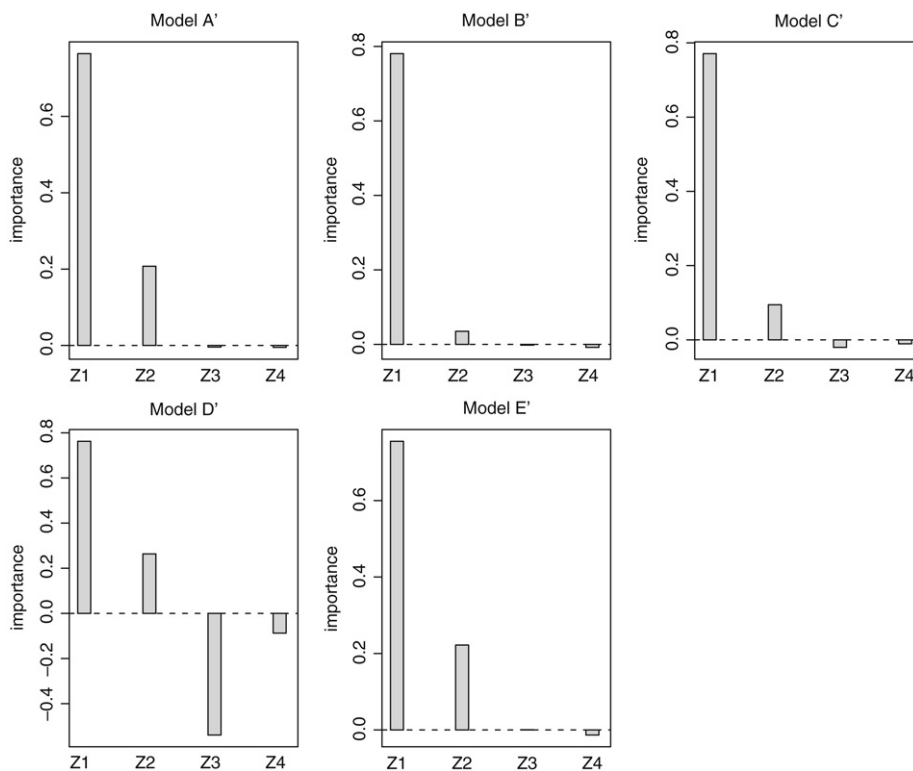 Model A’
importance
0.0 0.2 0.4 0.6
Z1 Z2 Z3 Z4
Model B’
importance
0.0 0.2 0.4 0.6 0.8
Z1 Z2 Z3 Z4
Model C’
importance
0.0 0.2 0.4 0.6 0.8
Z1 Z2 Z3 Z4
Model D’
importance
−0.4 −0.2 0.0 0.2 0.4 0.6 0.8
Z1 Z2 Z3 Z4
Model E’
importance
0.0 0.2 0.4 0.6
Z1 Z2 Z3 Z4